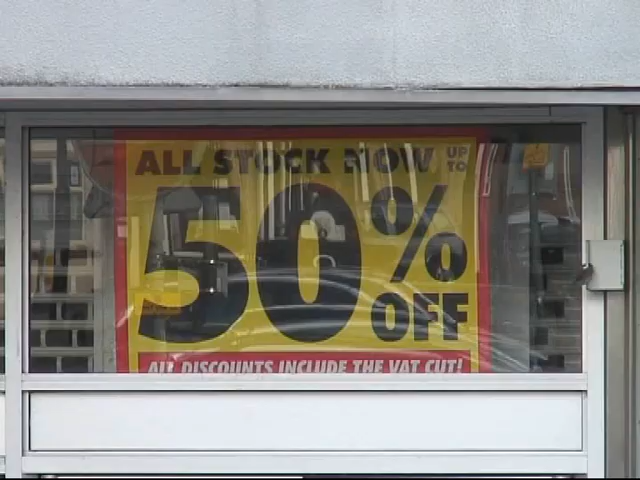 ALL STOCK NOW UP TO
50% OFF
ALL DISCOUNTS INCLUDE THE VAT CUT!